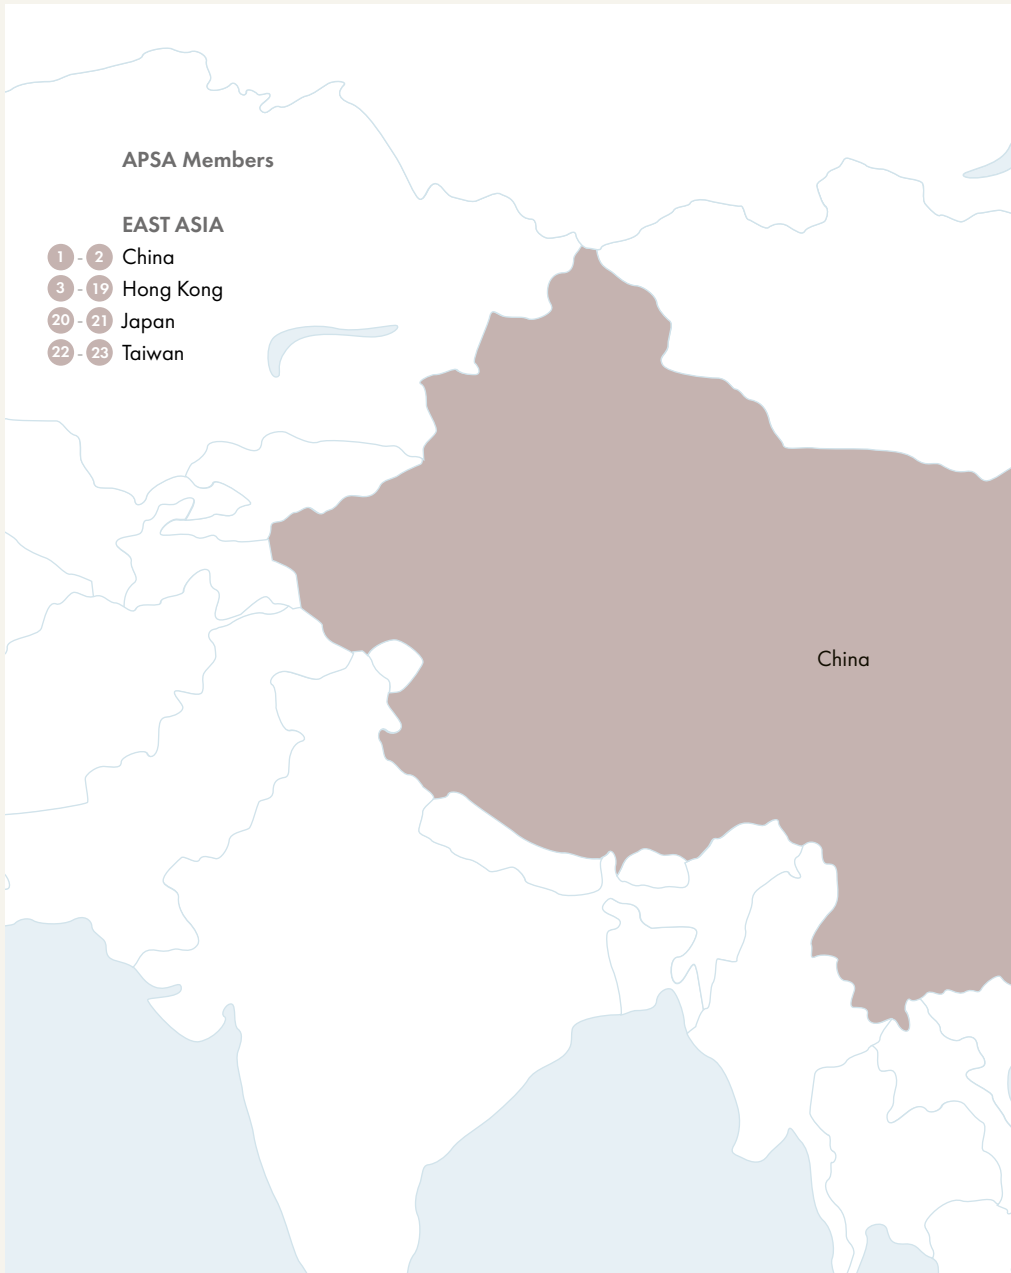 APSA Members
EAST ASIA
1 - 2 China
3 - 19 Hong Kong
20 - 21 Japan
22 - 23 Taiwan
China